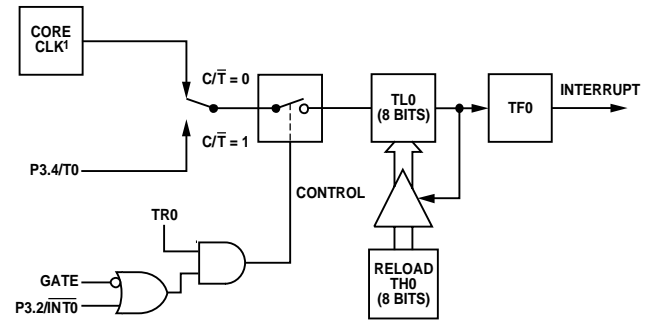 CORE
CLK¹
C/T̅ = 0
C/T̅ = 1
P3.4/T0
TL0
(8 BITS)
TF0
INTERRUPT
CONTROL
TR0
GATE
P3.2/I̅N̅T̅0̅
RELOAD
TH0
(8 BITS)